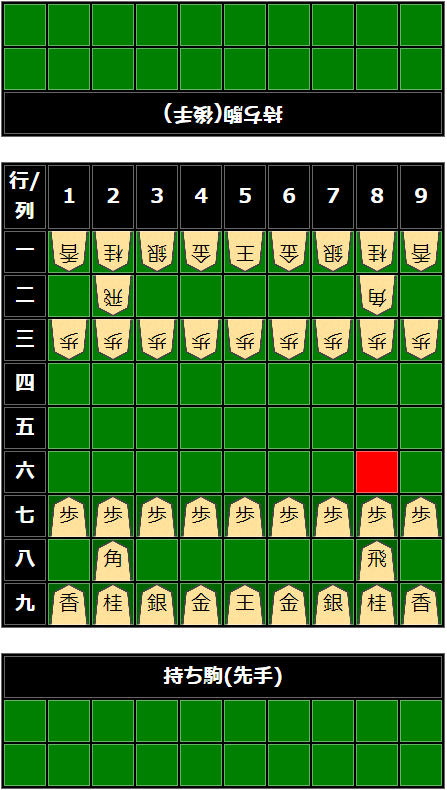 持ち駒(後手)
行/列 1 2 3 4 5 6 7 8 9
一 香 桂 銀 金 王 金 銀 桂 香
二 飛 角
三 歩 歩 歩 歩 歩 歩 歩 歩 歩
四
五
六
七 歩 歩 歩 歩 歩 歩 歩 歩 歩
八 角 飛
九 香 桂 銀 金 王 金 銀 桂 香
持ち駒(先手)